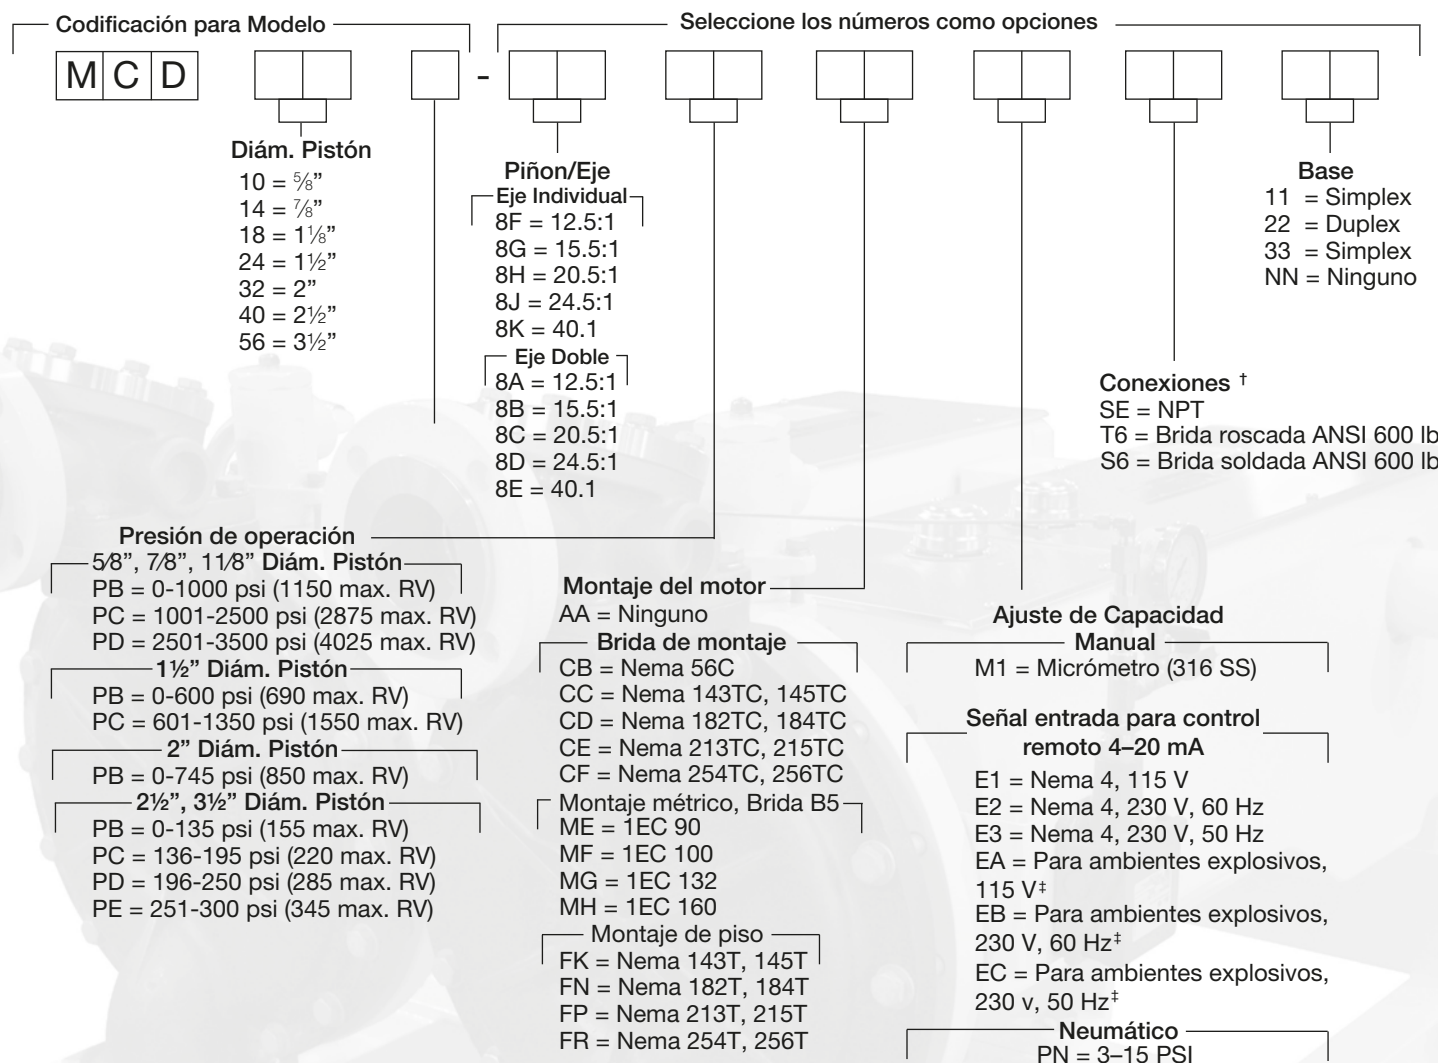 Codificación para Modelo
Seleccione los números como opciones
M C D
-
Diám. Pistón
10 = 5⁄8”
14 = 7⁄8”
18 = 11⁄8”
24 = 1½”
32 = 2”
40 = 2½”
56 = 3½”
Piñon/Eje
Eje Individual
8F = 12.5:1
8G = 15.5:1
8H = 20.5:1
8J = 24.5:1
8K = 40.1
Eje Doble
8A = 12.5:1
8B = 15.5:1
8C = 20.5:1
8D = 24.5:1
8E = 40.1
Base
11 = Simplex
22 = Duplex
33 = Simplex
NN = Ninguno
Conexiones †
SE = NPT
T6 = Brida roscada ANSI 600 lb
S6 = Brida soldada ANSI 600 lb
Presión de operación
5⁄8”, 7⁄8”, 11⁄8” Diám. Pistón
PB = 0-1000 psi (1150 max. RV)
PC = 1001-2500 psi (2875 max. RV)
PD = 2501-3500 psi (4025 max. RV)
1½” Diám. Pistón
PB = 0-600 psi (690 max. RV)
PC = 601-1350 psi (1550 max. RV)
2” Diám. Pistón
PB = 0-745 psi (850 max. RV)
2½”, 3½” Diám. Pistón
PB = 0-135 psi (155 max. RV)
PC = 136-195 psi (220 max. RV)
PD = 196-250 psi (285 max. RV)
PE = 251-300 psi (345 max. RV)
Montaje del motor
AA = Ninguno
Brida de montaje
CB = Nema 56C
CC = Nema 143TC, 145TC
CD = Nema 182TC, 184TC
CE = Nema 213TC, 215TC
CF = Nema 254TC, 256TC
Montaje métrico, Brida B5
ME = 1EC 90
MF = 1EC 100
MG = 1EC 132
MH = 1EC 160
Montaje de piso
FK = Nema 143T, 145T
FN = Nema 182T, 184T
FP = Nema 213T, 215T
FR = Nema 254T, 256T
Ajuste de Capacidad
Manual
M1 = Micrómetro (316 SS)
Señal entrada para control
remoto 4–20 mA
E1 = Nema 4, 115 V
E2 = Nema 4, 230 V, 60 Hz
E3 = Nema 4, 230 V, 50 Hz
EA = Para ambientes explosivos,
115 V‡
EB = Para ambientes explosivos,
230 V, 60 Hz‡
EC = Para ambientes explosivos,
230 v, 50 Hz‡
Neumático
PN = 3–15 PSI